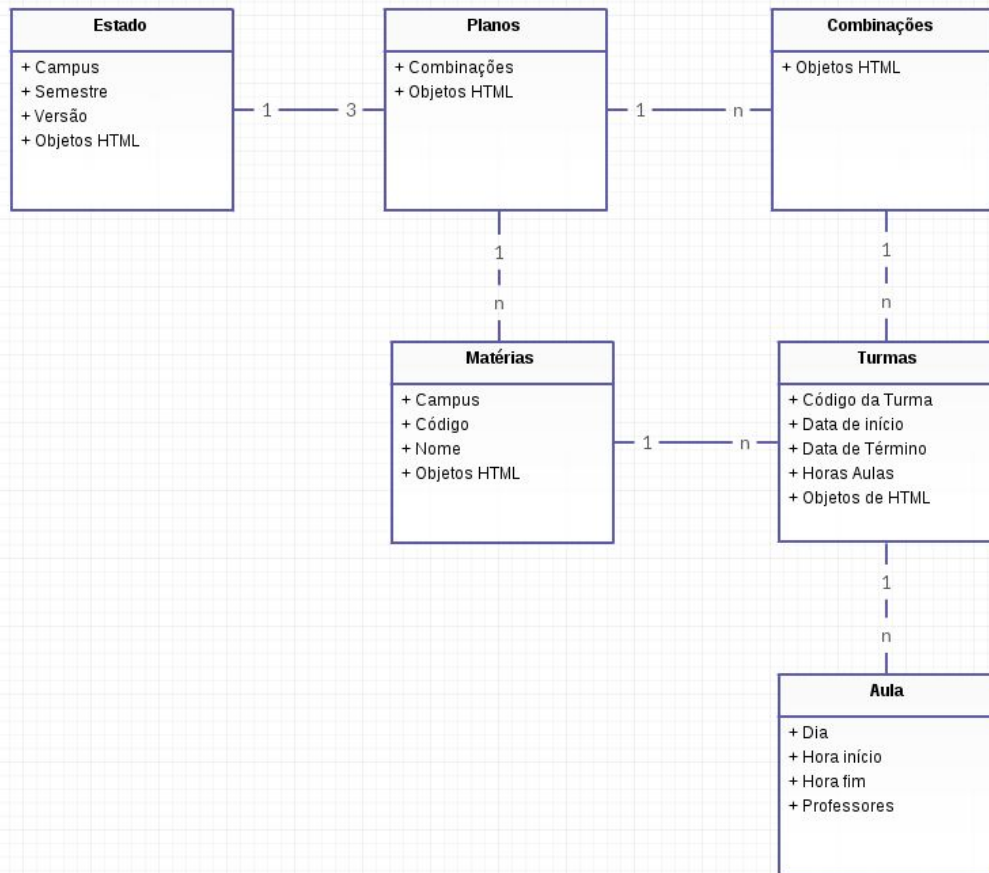 Estado
+ Campus
+ Semestre
+ Versão
+ Objetos HTML
1
3
Planos
+ Combinações
+ Objetos HTML
1
n
Combinações
+ Objetos HTML
1
n
1
n
Matérias
+ Campus
+ Código
+ Nome
+ Objetos HTML
1
n
Turmas
+ Código da Turma
+ Data de início
+ Data de Término
+ Horas Aulas
+ Objetos de HTML
1
n
Aula
+ Dia
+ Hora início
+ Hora fim
+ Professores